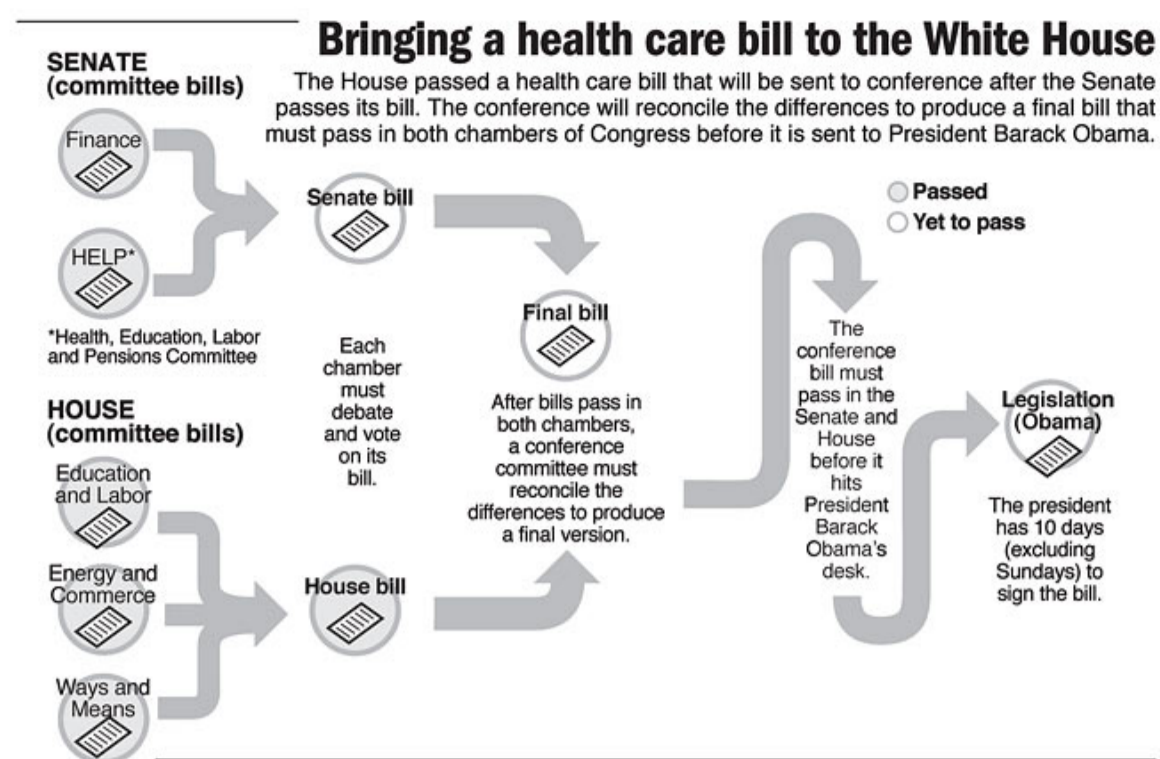 Bringing a health care bill to the White House
The House passed a health care bill that will be sent to conference after the Senate
passes its bill. The conference will reconcile the differences to produce a final bill that
must pass in both chambers of Congress before it is sent to President Barack Obama.
SENATE
(committee bills)
Finance
HELP*
*Health, Education, Labor
and Pensions Committee
HOUSE
(committee bills)
Education
and Labor
Energy and
Commerce
Ways and
Means
Senate bill
Each
chamber
must
debate
and vote
on its
bill.
House bill
Final bill
After bills pass in
both chambers,
a conference
committee must
reconcile the
differences to produce
a final version.
Passed
Yet to pass
The
conference
bill must
pass in the
Senate and
House
before it
hits
President
Barack
Obama's
desk.
Legislation
(Obama)
The president
has 10 days
(excluding
Sundays) to
sign the bill.